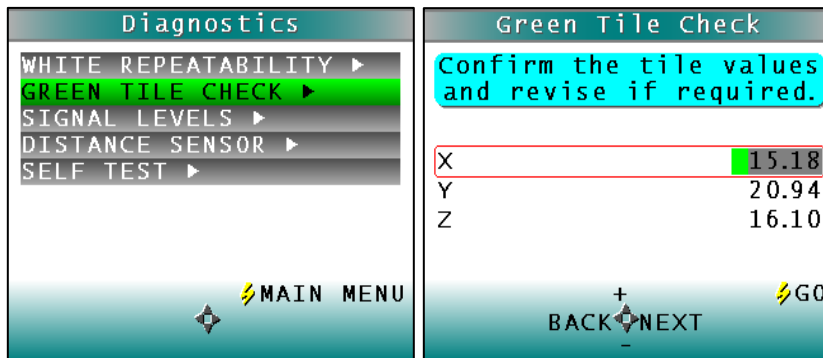 Diagnostics
WHITE REPEATABILITY ▶
GREEN TILE CHECK ▶
SIGNAL LEVELS ▶
DISTANCE SENSOR ▶
SELF TEST ▶
MAIN MENU
Green Tile Check
Confirm the tile values
and revise if required.
X 15.18
Y 20.94
Z 16.10
+
GO
BACK NEXT
-